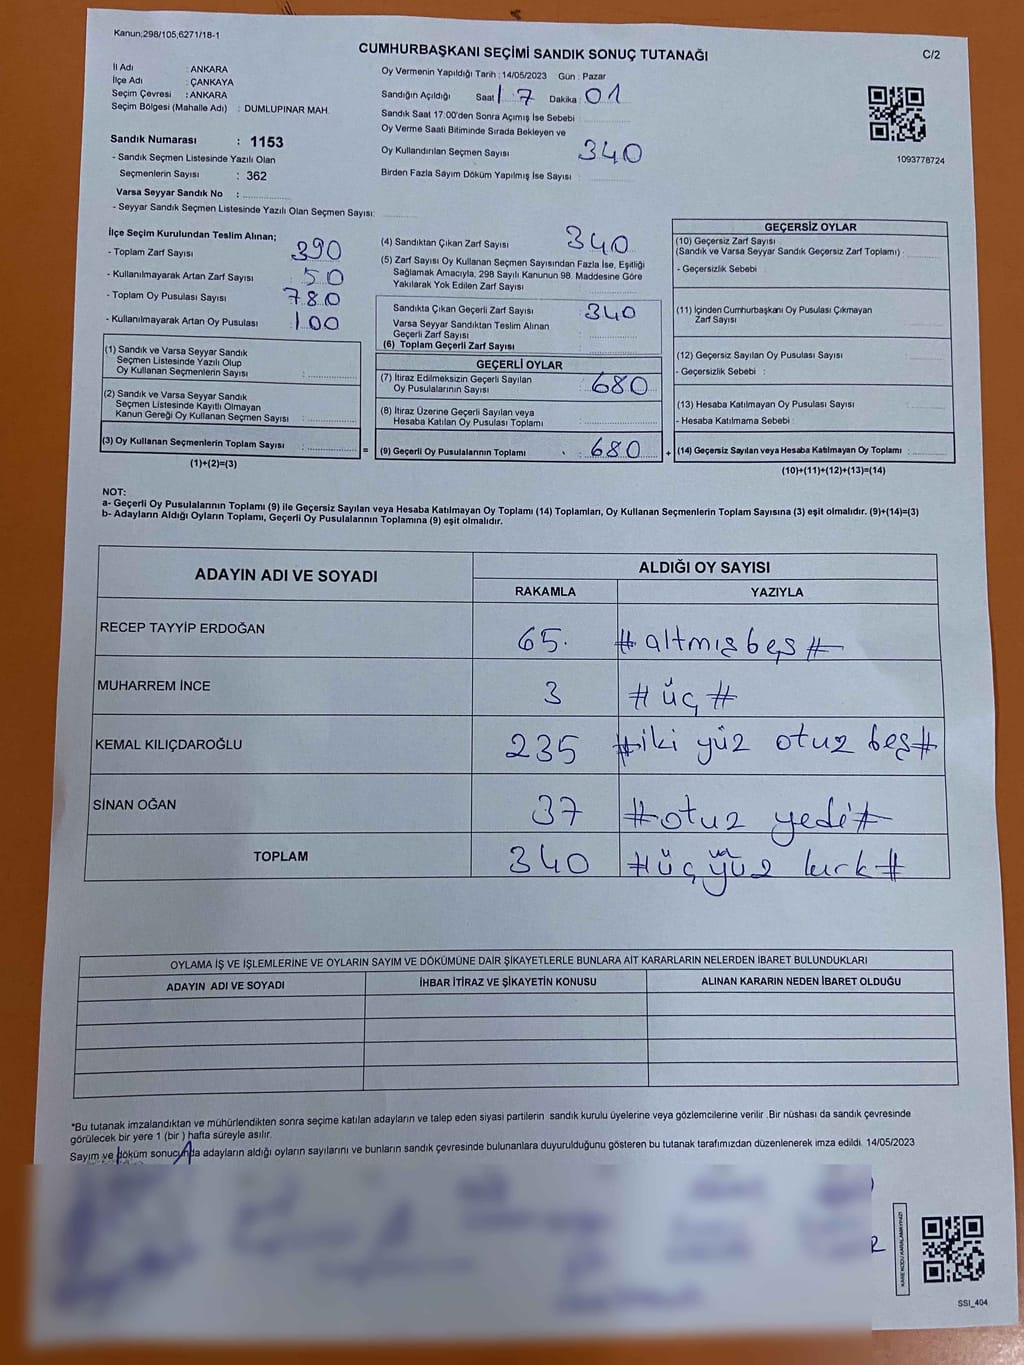 Kanun;298/105,6271/18-1
CUMHURBAŞKANI SEÇİMİ SANDIK SONUÇ TUTANAĞI
C/2
İl Adı : ANKARA
İlçe Adı : ÇANKAYA
Seçim Çevresi : ANKARA
Seçim Bölgesi (Mahalle Adı) : DUMLUPINAR MAH.
Sandık Numarası : 1153
- Sandık Seçmen Listesinde Yazılı Olan
Seçmenlerin Sayısı : 362
Varsa Seyyar Sandık No :
- Seyyar Sandık Seçmen Listesinde Yazılı Olan Seçmen Sayısı:
Oy Vermenin Yapıldığı Tarih : 14/05/2023 Gün : Pazar
Sandığın Açıldığı Saat 17 Dakika : 01
Sandık Saat 17:00'den Sonra Açımış İse Sebebi :
Oy Verme Saati Bitiminde Sırada Bekleyen ve
Oy Kullandırılan Seçmen Sayısı : 340
Birden Fazla Sayım Döküm Yapılmış İse Sayısı :
1093778724
İlçe Seçim Kurulundan Teslim Alınan;
- Toplam Zarf Sayısı : 390
- Kullanılmayarak Artan Zarf Sayısı : 50
- Toplam Oy Pusulası Sayısı : 780
- Kullanılmayarak Artan Oy Pusulası : 100
(1) Sandık ve Varsa Seyyar Sandık
Seçmen Listesinde Yazılı Olup
Oy Kullanan Seçmenlerin Sayısı :
(2) Sandık ve Varsa Seyyar Sandık
Seçmen Listesinde Kayıtlı Olmayan
Kanun Gereği Oy Kullanan Seçmen Sayısı :
(3) Oy Kullanan Seçmenlerin Toplam Sayısı :
(1)+(2)=(3)
=
(4) Sandıktan Çıkan Zarf Sayısı : 340
(5) Zarf Sayısı Oy Kullanan Seçmen Sayısından Fazla İse, Eşitliği
Sağlamak Amacıyla, 298 Sayılı Kanunun 98. Maddesine Göre
Yakılarak Yok Edilen Zarf Sayısı :
Sandıkta Çıkan Geçerli Zarf Sayısı : 340
Varsa Seyyar Sandıktan Teslim Alınan
Geçerli Zarf Sayısı :
(6) Toplam Geçerli Zarf Sayısı :
GEÇERLİ OYLAR
(7) İtiraz Edilmeksizin Geçerli Sayılan
Oy Pusulalarının Sayısı : 680
(8) İtiraz Üzerine Geçerli Sayılan veya
Hesaba Katılan Oy Pusulası Toplamı :
(9) Geçerli Oy Pusulalarının Toplamı : 680
+
GEÇERSİZ OYLAR
(10) Geçersiz Zarf Sayısı
(Sandık ve Varsa Seyyar Sandık Geçersiz Zarf Toplamı) :
- Geçersizlik Sebebi :
(11) İçinden Cumhurbaşkanı Oy Pusulası Çıkmayan
Zarf Sayısı :
(12) Geçersiz Sayılan Oy Pusulası Sayısı :
- Geçersizlik Sebebi :
(13) Hesaba Katılmayan Oy Pusulası Sayısı :
- Hesaba Katılmama Sebebi :
(14) Geçersiz Sayılan veya Hesaba Katılmayan Oy Toplamı :
(10)+(11)+(12)+(13)=(14)
NOT:
a- Geçerli Oy Pusulalarının Toplamı (9) ile Geçersiz Sayılan veya Hesaba Katılmayan Oy Toplamı (14) Toplamları, Oy Kullanan Seçmenlerin Toplam Sayısına (3) eşit olmalıdır. (9)+(14)=(3)
b- Adayların Aldığı Oyların Toplamı, Geçerli Oy Pusulalarının Toplamına (9) eşit olmalıdır.
ADAYIN ADI VE SOYADI
ALDIĞI OY SAYISI
RAKAMLA
YAZIYLA
RECEP TAYYİP ERDOĞAN 65. #altmış beş#
MUHARREM İNCE 3 #üç#
KEMAL KILIÇDAROĞLU 235 #iki yüz otuz beş#
SİNAN OĞAN 37 #otuz yedi#
TOPLAM 340 #üç yüz kırk#
OYLAMA İŞ VE İŞLEMLERİNE VE OYLARIN SAYIM VE DÖKÜMÜNE DAİR ŞİKAYETLERLE BUNLARA AİT KARARLARIN NELERDEN İBARET BULUNDUKLARI
ADAYIN ADI VE SOYADI
İHBAR İTİRAZ VE ŞİKAYETİN KONUSU
ALINAN KARARIN NEDEN İBARET OLDUĞU
*Bu tutanak imzalandıktan ve mühürlendikten sonra seçime katılan adayların ve talep eden siyasi partilerin sandık kurulu üyelerine veya gözlemcilerine verilir .Bir nüshası da sandık çevresinde
görülecek bir yere 1 (bir ) hafta süreyle asılır.
Sayım ve döküm sonucunda adayların aldığı oyların sayılarını ve bunların sandık çevresinde bulunanlara duyurulduğunu gösteren bu tutanak tarafımızdan düzenlenerek imza edildi. 14/05/2023
KARE KODU KARALAMAYINIZ!
SSI_404